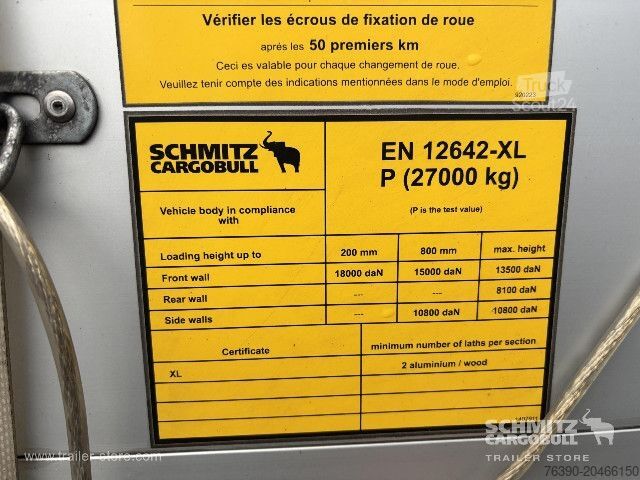 Vérifier les écrous de fixation de roue
après les 50 premiers km
Ceci es valable pour chaque changement de roue.
Veuillez tenir compte des indications mentionnées dans le mode d'emploi.
920223
Truck
Scout24
SCHMITZ
CARGOBULL
EN 12642-XL
P (27000 kg)
Vehicle body in compliance
with
(P is the test value)
Loading height up to 200 mm 800 mm max. height
Front wall 18000 daN 15000 daN 13500 daN
Rear wall --- --- 8100 daN
Side walls --- 10800 daN 10800 daN
Certificate minimum number of laths per section
XL 2 aluminium / wood
SCHMITZ
CARGOBULL
TRAILER STORE
www.trailer-store.com
76390-20466150